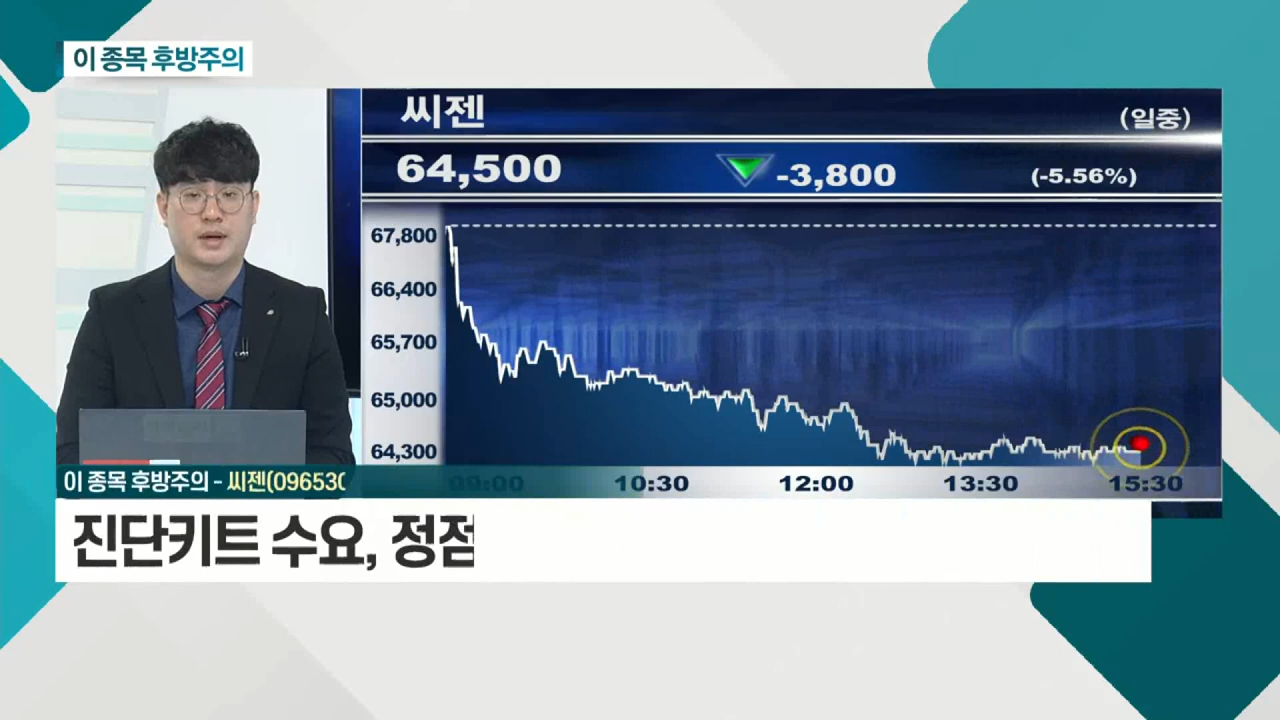 이 종목 후방주의
씨젠
(일중)
64,500
-3,800
(-5.56%)
67,800
66,400
65,700
65,000
64,300
09:00
10:30
12:00
13:30
15:30
이 종목 후방주의 - 씨젠(09653
진단키트 수요, 정점